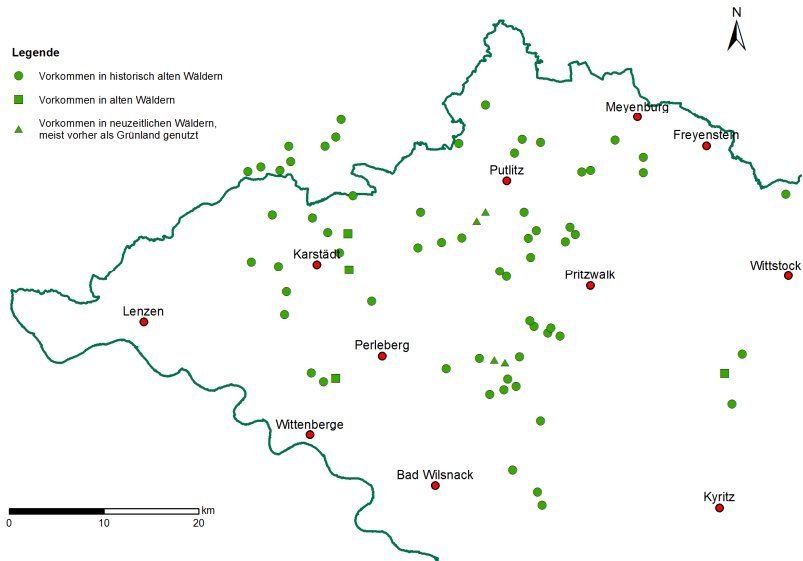 N
Legende
Vorkommen in historisch alten Wäldern
Vorkommen in alten Wäldern
Vorkommen in neuzeitlichen Wäldern,
meist vorher als Grünland genutzt
Meyenburg
Freyenstein
Putlitz
Karstädt
Pritzwalk
Wittstock
Lenzen
Perleberg
Wittenberge
Bad Wilsnack
Kyritz
km
0 10 20